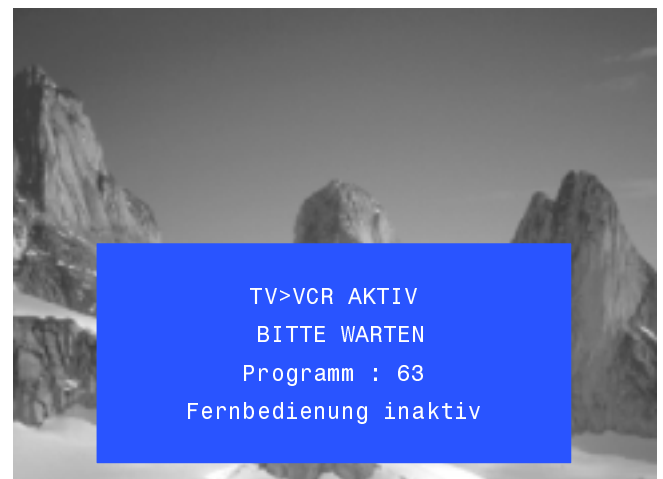 TV>VCR AKTIV
BITTE WARTEN
Programm : 63
Fernbedienung inaktiv